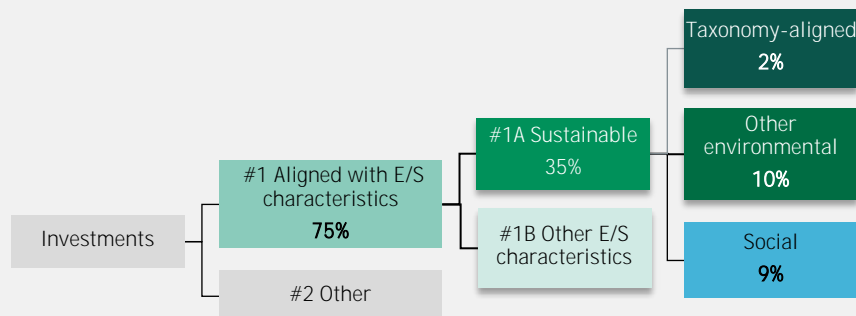 Taxonomy-aligned
2%
#1A Sustainable
35%
Other
environmental
10%
#1 Aligned with E/S
characteristics
75%
#1B Other E/S
characteristics
Investments
Social
9%
#2 Other